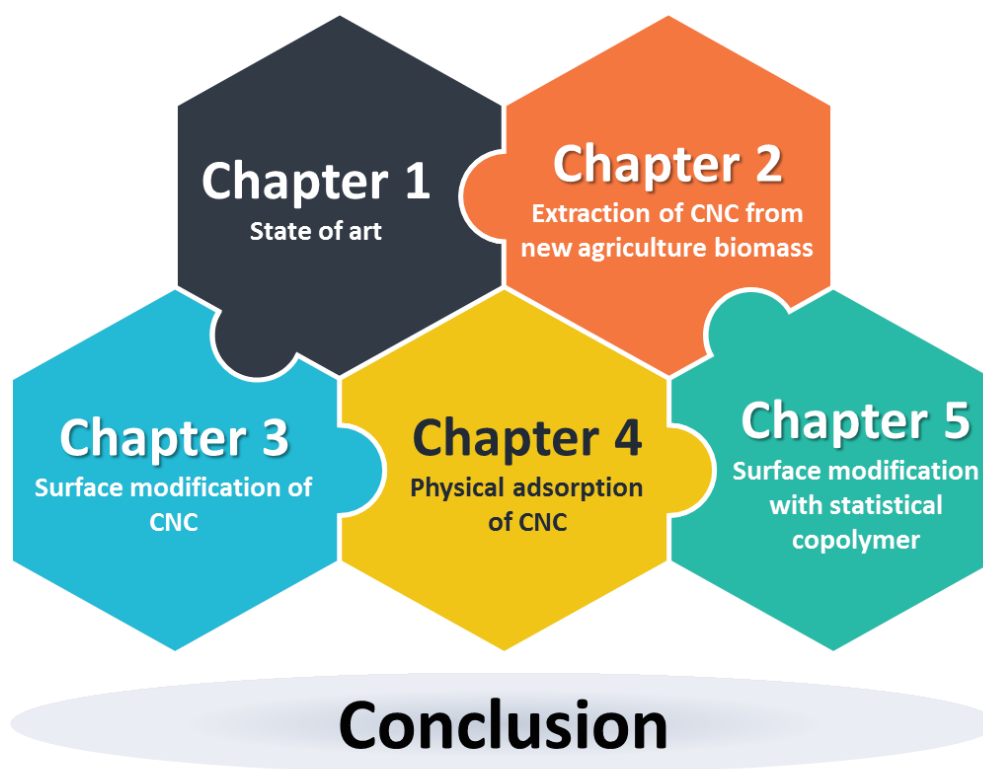 Chapter 1
State of art
Chapter 2
Extraction of CNC from
new agriculture biomass
Chapter 3
Surface modification of
CNC
Chapter 4
Physical adsorption
of CNC
Chapter 5
Surface modification
with statistical
copolymer
Conclusion